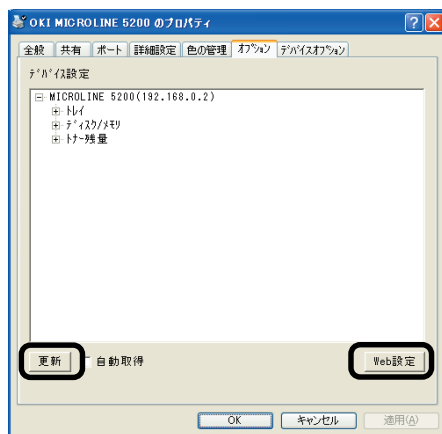 OKI MICROLINE 5200 のプロパティ
全般 共有 ポート 詳細設定 色の管理 ｵﾌﾟｼｮﾝ ﾃﾞﾊﾞｲｽｵﾌﾟｼｮﾝ
ﾃﾞﾊﾞｲｽ設定
MICROLINE 5200(192.168.0.2)
ﾄﾚｲ
ﾃﾞｨｽｸ/ﾒﾓﾘ
ﾄﾅｰ残量
更新 自動取得 Web設定
OK キャンセル 適用(A)